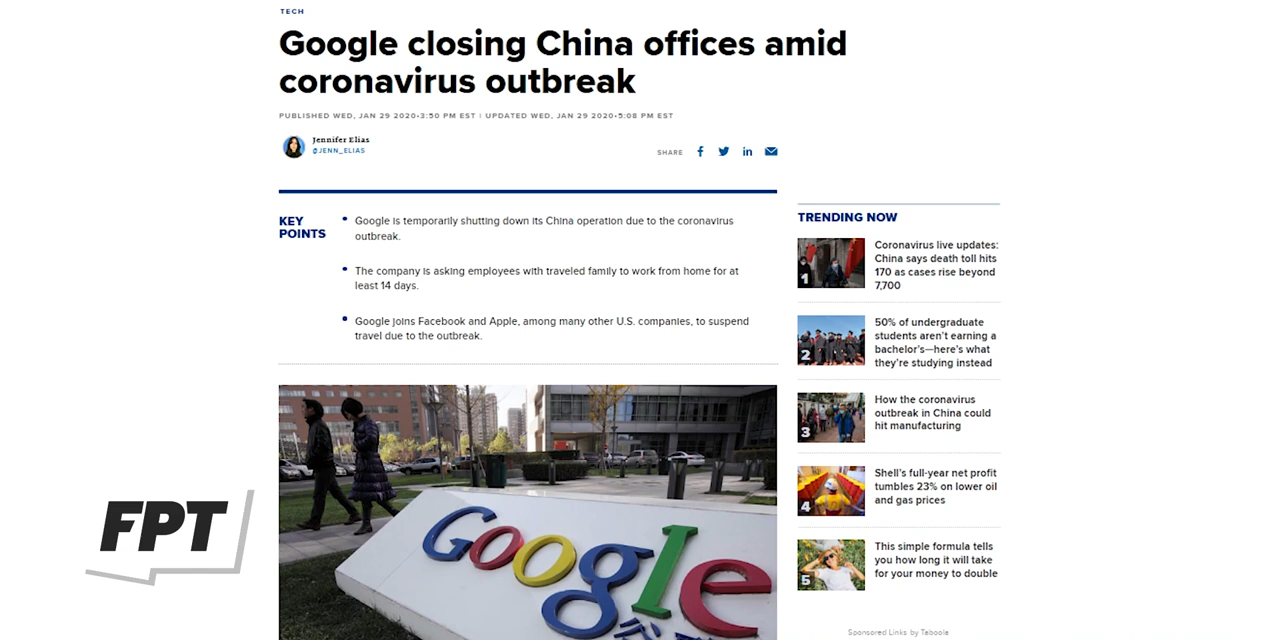 TECH
Google closing China offices amid
coronavirus outbreak
PUBLISHED WED, JAN 29 2020•3:50 PM EST | UPDATED WED, JAN 29 2020•5:08 PM EST
Jennifer Elias
@JENN_ELIAS
SHARE
KEY
POINTS
Google is temporarily shutting down its China operation due to the coronavirus
outbreak.
The company is asking employees with traveled family to work from home for at
least 14 days.
Google joins Facebook and Apple, among many other U.S. companies, to suspend
travel due to the outbreak.
TRENDING NOW
1
Coronavirus live updates:
China says death toll hits
170 as cases rise beyond
7,700
2
50% of undergraduate
students aren't earning a
bachelor's—here's what
they're studying instead
3
How the coronavirus
outbreak in China could
hit manufacturing
4
Shell's full-year net profit
tumbles 23% on lower oil
and gas prices
5
This simple formula tells
you how long it will take
for your money to double
Sponsored Links by Taboola
Google
FPT